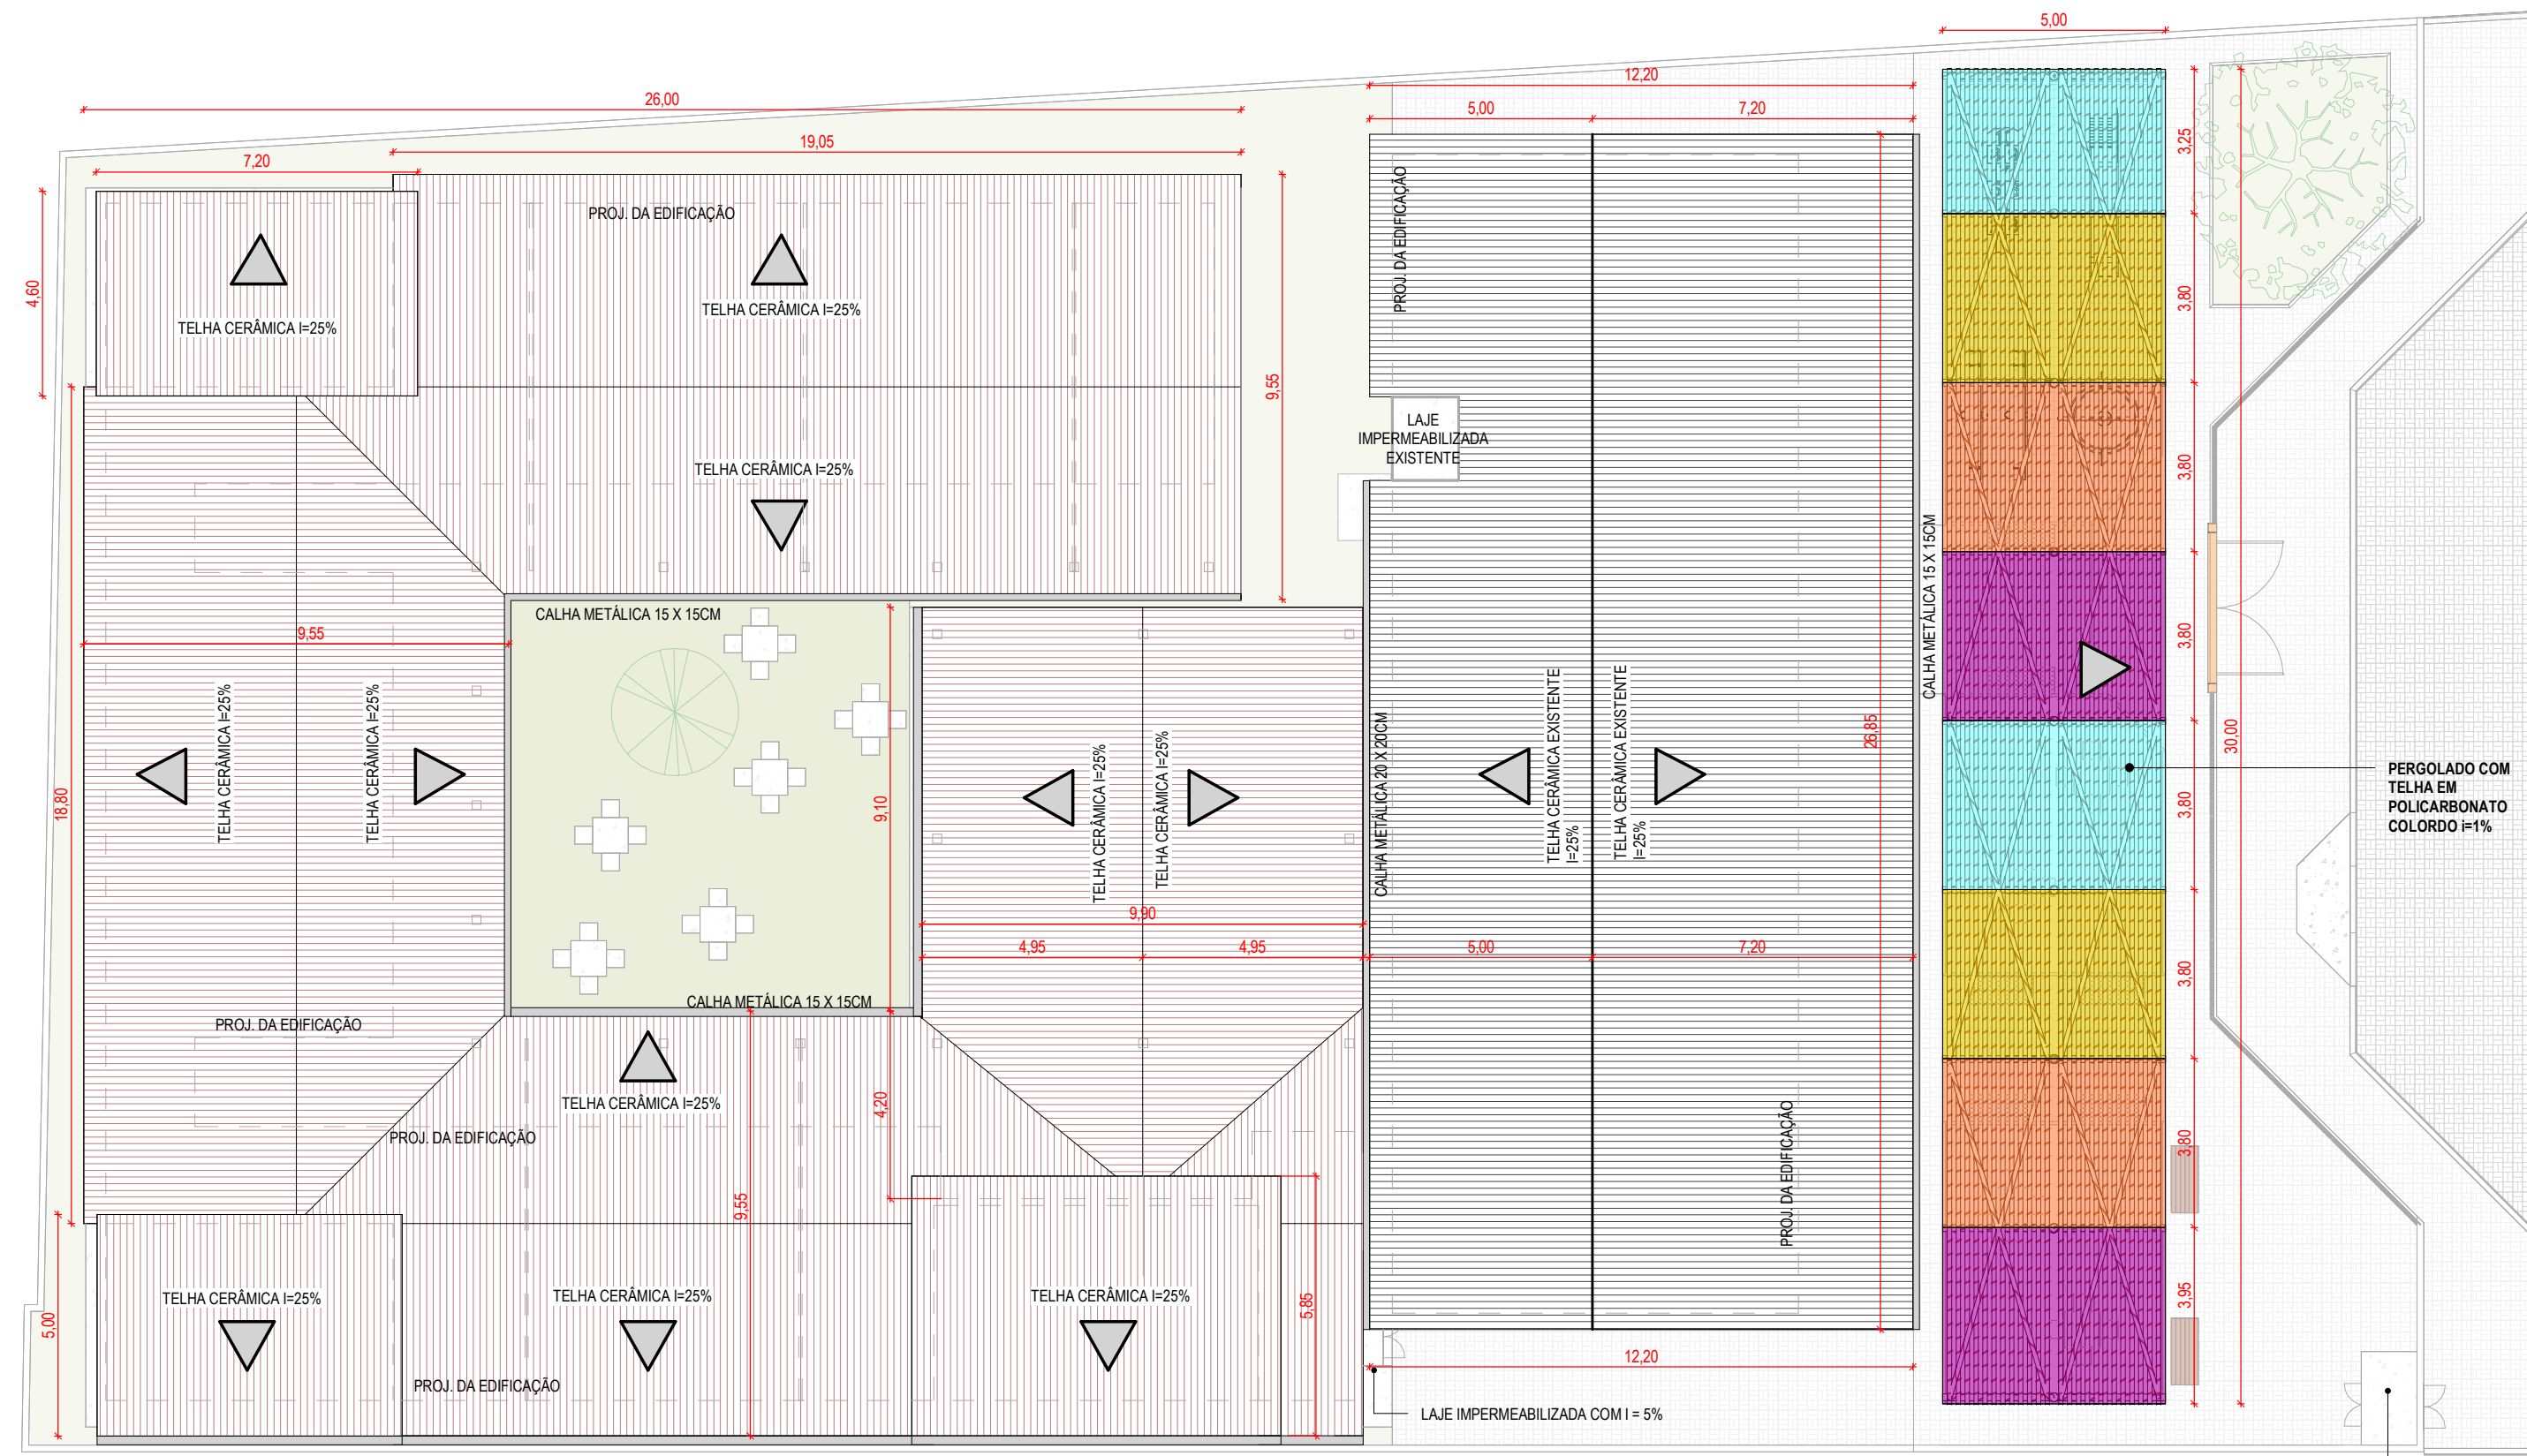 5,00
12,20
26,00
5,00
7,20
19,05
7,20
3,25
PROJ. DA EDIFICAÇÃO
PROJ. DA EDIFICAÇÃO
4,60
3,80
TELHA CERÂMICA I=25%
TELHA CERÂMICA I=25%
9,55
LAJE
IMPERMEABILIZADA
EXISTENTE
TELHA CERÂMICA I=25%
3,80
CALHA METÁLICA 15 X 15CM
CALHA METÁLICA 15 X 15CM
9,55
3,80
TELHA CERÂMICA I=25%
TELHA CERÂMICA I=25%
18,80
9,10
TELHA CERÂMICA I=25%
TELHA CERÂMICA I=25%
CALHA METÁLICA 20 X 20CM
TELHA CERÂMICA EXISTENTE
I=25%
TELHA CERÂMICA EXISTENTE
I=25%
26,85
30,00
3,80
PERGOLADO COM
TELHA EM
POLICARBONATO
COLORDO i=1%
9,90
4,95
4,95
5,00
7,20
3,80
CALHA METÁLICA 15 X 15CM
PROJ. DA EDIFICAÇÃO
TELHA CERÂMICA I=25%
4,20
PROJ. DA EDIFICAÇÃO
PROJ. DA EDIFICAÇÃO
3,80
9,55
TELHA CERÂMICA I=25%
TELHA CERÂMICA I=25%
TELHA CERÂMICA I=25%
5,00
5,85
3,95
12,20
PROJ. DA EDIFICAÇÃO
LAJE IMPERMEABILIZADA COM I = 5%